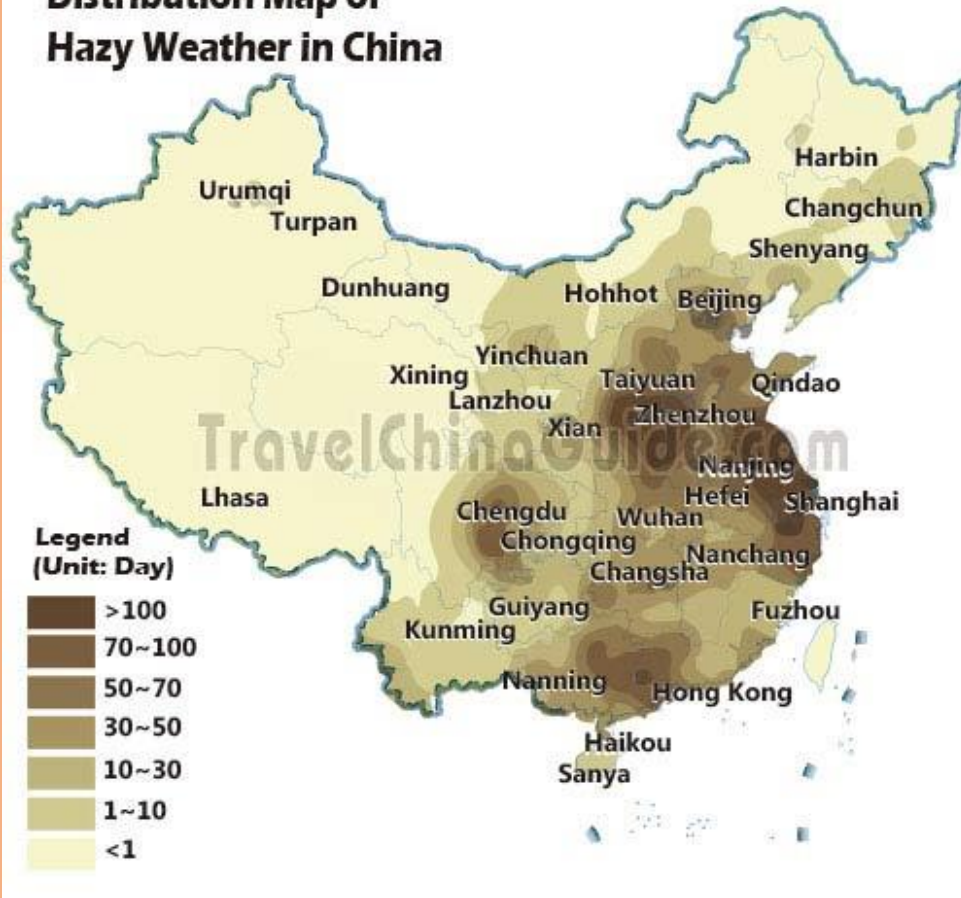 Distribution Map of
Hazy Weather in China
Harbin
Urumqi
Changchun
Turpan
Shenyang
Dunhuang
Hohhot
Beijing
Yinchuan
Xining
Taiyuan
Qindao
Lanzhou
Zhenzhou
Xian
TravelChinaGuide.com
Nanjing
Lhasa
Hefei
Shanghai
Chengdu
Wuhan
Chongqing
Nanchang
Changsha
Guiyang
Fuzhou
Kunming
Nanning
Hong Kong
Haikou
Sanya
Legend
(Unit: Day)
>100
70~100
50~70
30~50
10~30
1~10
<1